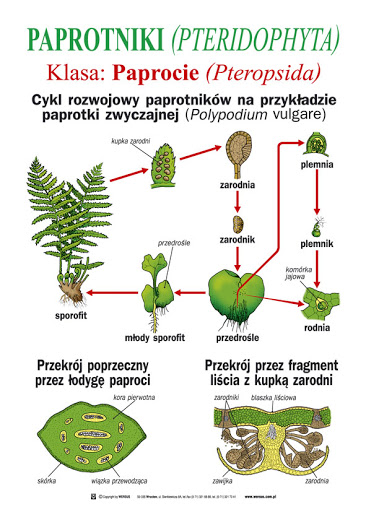 PAPROTNIKI (PTERIDOPHYTA)
Klasa: Paprocie (Pteropsida)
Cykl rozwojowy paprotników na przykładzie
paprotki zwyczajnej (Polypodium vulgare)
kupka zarodni
zarodnia
plemnia
zarodnik
plemnik
przedrośle
komórka
jajowa
sporofit
młody sporofit
przedrośle
rodnia
Przekrój poprzeczny
przez łodygę paproci
Przekrój przez fragment
liścia z kupką zarodni
kora pierwotna
zarodniki
blaszka liściowa
skórka
wiązka przewodząca
zawijka
zarodnia